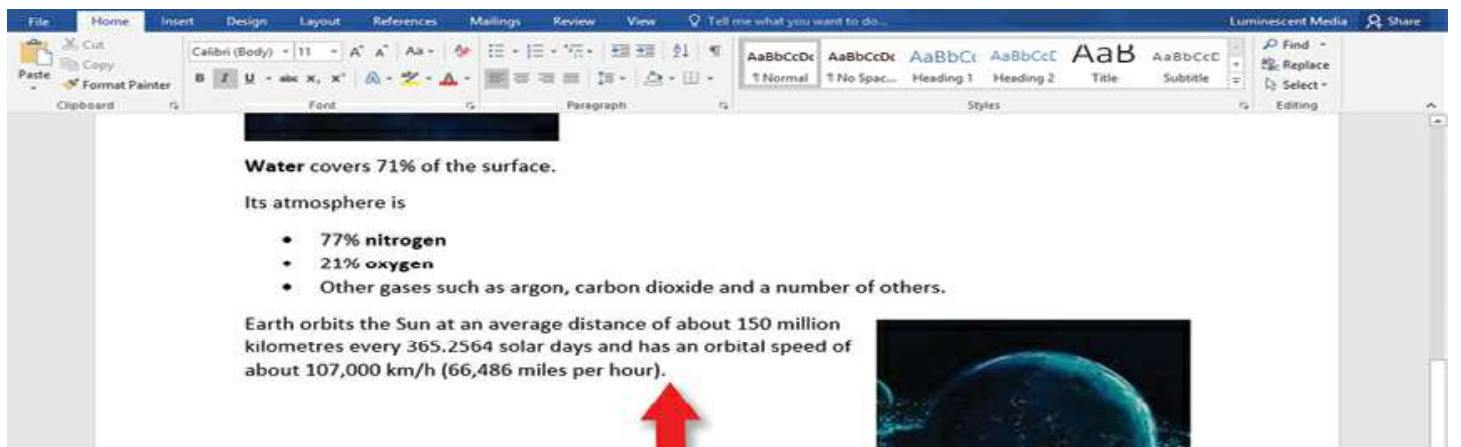 File Home Insert Design Layout References Mailings Review View Tell me what you want to do... Luminescent Media Share
Cut
Copy
Paste
Format Painter
Calibri (Body) 11 A A Aa
B I U abc x, x' A A
¶
AaBbCcDc AaBbCcDc AaBbCc AaBbCcE AaB AaBbCcE
¶ Normal ¶ No Spac... Heading 1 Heading 2 Title Subtitle
Find
Replace
Select
Clipboard Font Paragraph Styles Editing
Water covers 71% of the surface.
Its atmosphere is
• 77% nitrogen
• 21% oxygen
• Other gases such as argon, carbon dioxide and a number of others.
Earth orbits the Sun at an average distance of about 150 million
kilometres every 365.2564 solar days and has an orbital speed of
about 107,000 km/h (66,486 miles per hour).